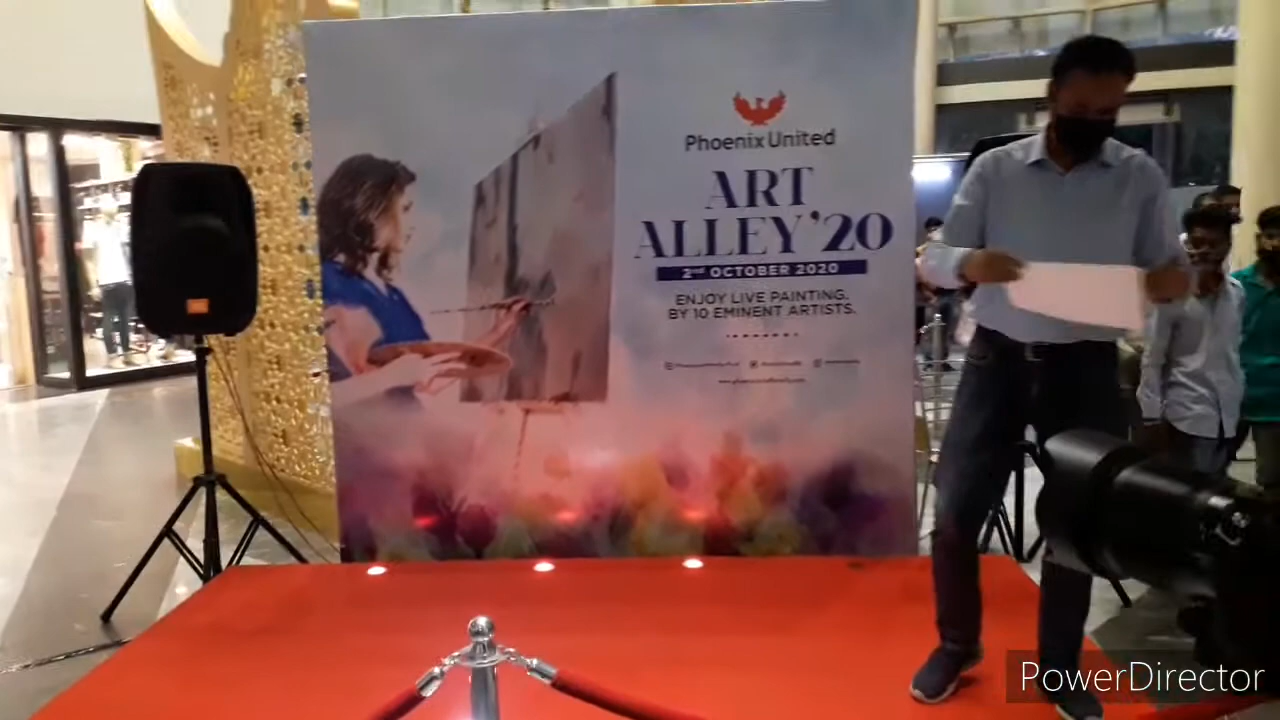 Phoenix United
ART
ALLEY '20
2nd OCTOBER 2020
ENJOY LIVE PAINTING.
BY 10 EMINENT ARTISTS.
PowerDirector